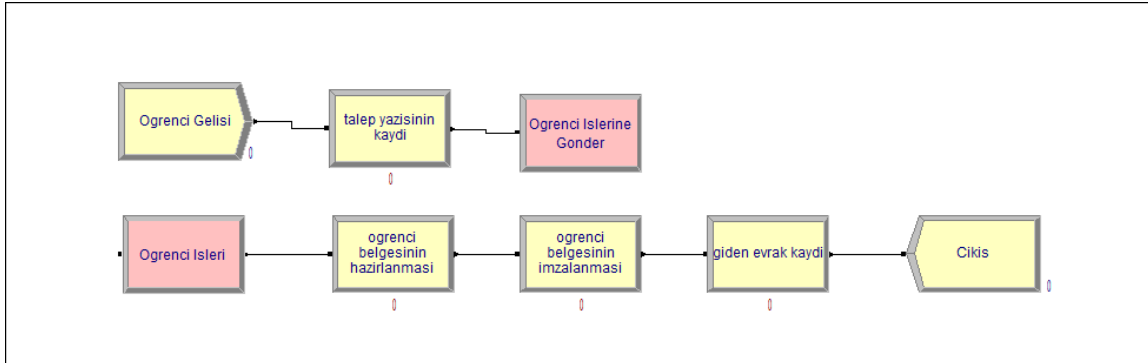 Ogrenci Gelisi
0
talep yazisinin
kaydi
0
Ogrenci Islerine
Gonder
Ogrenci Isleri
ogrenci
belgesinin
hazirlanmasi
0
ogrenci
belgesinin
imzalanmasi
0
giden evrak kaydi
0
Cikis
0